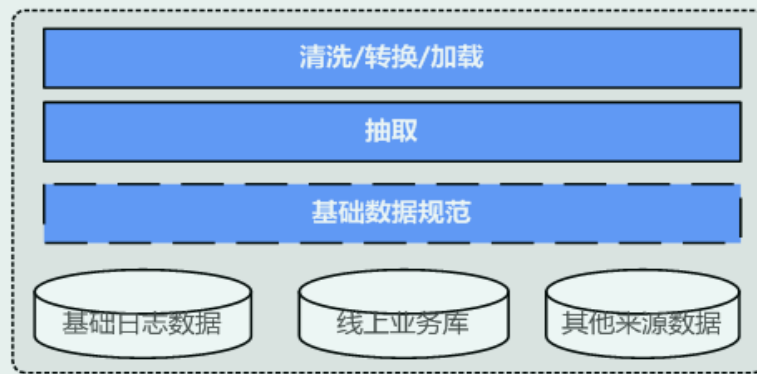 清洗/转换/加载
抽取
基础数据规范
基础日志数据
线上业务库
其他来源数据